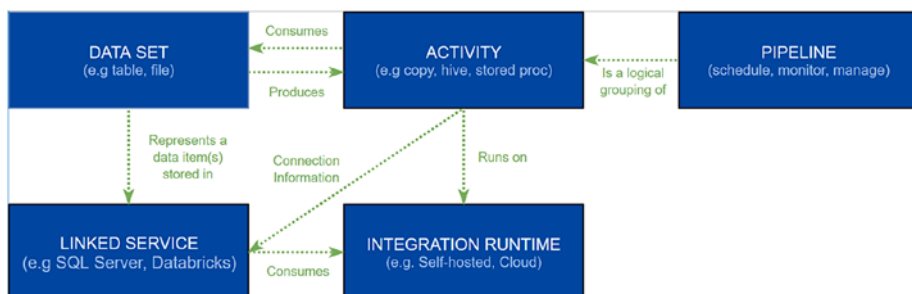 DATA SET
(e.g table, file)
Consumes
Produces
ACTIVITY
(e.g copy, hive, stored proc)
Is a logical
grouping of
PIPELINE
(schedule, monitor, manage)
Represents a
data item(s)
stored in
Connection
Information
Runs on
LINKED SERVICE
(e.g SQL Server, Databricks)
Consumes
INTEGRATION RUNTIME
(e.g. Self-hosted, Cloud)